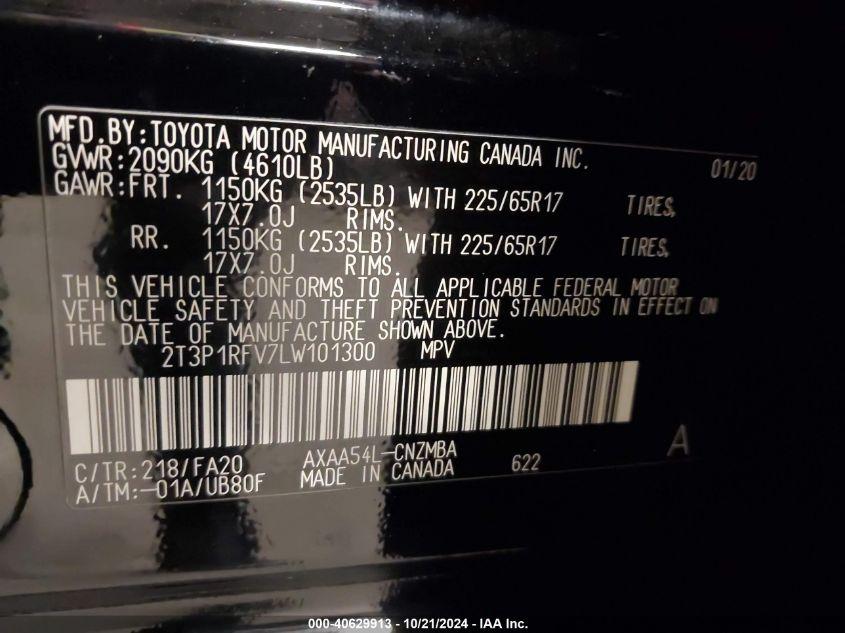 MFD.BY:TOYOTA MOTOR MANUFACTURING CANADA INC. 01/20
GVWR:2090KG (4610LB)
GAWR:FRT. 1150KG (2535LB) WITH 225/65R17 TIRES,
17X7.0J RIMS.
RR. 1150KG (2535LB) WITH 225/65R17 TIRES,
17X7.0J RIMS.
THIS VEHICLE CONFORMS TO ALL APPLICABLE FEDERAL MOTOR
VEHICLE SAFETY AND THEFT PREVENTION STANDARDS IN EFFECT ON
THE DATE OF MANUFACTURE SHOWN ABOVE.
2T3P1RFV7LW101300 MPV
A
C/TR:218/FA20 AXAA54L-CNZMBA 622
A/TM:-01A/UB80F MADE IN CANADA
000-40629913 - 10/21/2024 - IAA Inc.